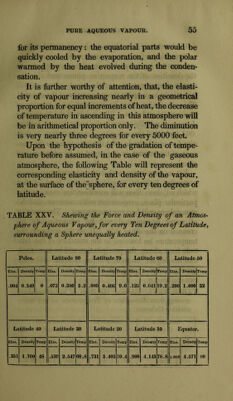 PURE AQUEOUS VAPOUR. 55
for its permanency: the equatorial parts would be
quickly cooled by the evaporation, and the polar
warmed by the heat evolved during the conden-
sation.
It is further worthy of attention, that, the elasti-
city of vapour increasing nearly in a geometrical
proportion for equal increments of heat, the decrease
of temperature in ascending in this atmosphere will
be in arithmetical proportion only. The diminution
is very nearly three degrees for every 5000 feet.
Upon the hypothesis of the gradation of tempe-
rature before assumed, in the case of the gaseous
atmosphere, the following Table will represent the
corresponding elasticity and density of the vapour,
at the surface of the sphere, for every ten degrees of
latitude.
TABLE XXV. Shewing the Force and Density of an Atmos-
phere of Aqueous Vapour, for every Ten Degrees of Latitude,
surrounding a Sphere unequally heated.
Poles. Latitude 80 Latitude 70 Latitude 60 Latitude 50
Elas. Density Temp Elas. Density Temp Elas. Density Temp Elas. Density Temp Elas. Density Temp
Latitude 40 Latitude 30 Latitude 20 Latitude 10 Equator.
Elas. Density Temp Elas. Density Temp Elas. Density Temp Elas. Density Temp Elas. Density Temp